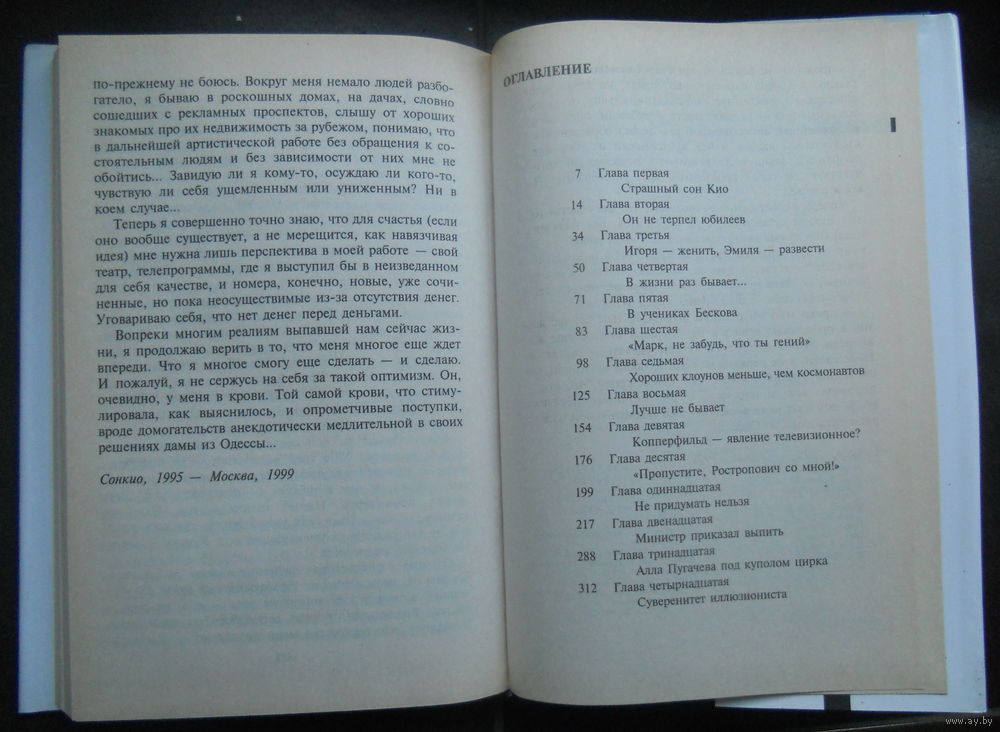 по-прежнему не боюсь. Вокруг меня немало людей разбо-
гатело, я бываю в роскошных домах, на дачах, словно
сошедших с рекламных проспектов, слышу от хороших
знакомых про их недвижимость за рубежом, понимаю, что
в дальнейшей артистической работе без обращения к со-
стоятельным людям и без зависимости от них мне не
обойтись... Завидую ли я кому-то, осуждаю ли кого-то,
чувствую ли себя ущемленным или униженным? Ни в
коем случае...
Теперь я совершенно точно знаю, что для счастья (если
оно вообще существует, а не мерещится, как навязчивая
идея) мне нужна лишь перспектива в моей работе — свой
театр, телепрограммы, где я выступил бы в неизведанном
для себя качестве, и номера, конечно, новые, уже сочи-
ненные, но пока неосуществимые из-за отсутствия денег.
Уговариваю себя, что нет денег перед деньгами.
Вопреки многим реалиям выпавшей нам сейчас жиз-
ни, я продолжаю верить в то, что меня многое еще ждет
впереди. Что я многое смогу еще сделать — и сделаю.
И пожалуй, я не сержусь на себя за такой оптимизм. Он,
очевидно, у меня в крови. Той самой крови, что стиму-
лировала, как выяснилось, и опрометчивые поступки,
вроде домогательств анекдотически медлительной в своих
решениях дамы из Одессы...
Сонкио, 1995 — Москва, 1999
ОГЛАВЛЕНИЕ
7 Глава первая
Страшный сон Кио
14 Глава вторая
Он не терпел юбилеев
34 Глава третья
Игоря — женить, Эмиля — развести
50 Глава четвертая
В жизни раз бывает...
71 Глава пятая
В учениках Бескова
83 Глава шестая
«Марк, не забудь, что ты гений»
98 Глава седьмая
Хороших клоунов меньше, чем космонавтов
125 Глава восьмая
Лучше не бывает
154 Глава девятая
Копперфильд — явление телевизионное?
176 Глава десятая
«Пропустите, Ростропович со мной!»
199 Глава одиннадцатая
Не придумать нельзя
217 Глава двенадцатая
Министр приказал выпить
288 Глава тринадцатая
Алла Пугачева под куполом цирка
312 Глава четырнадцатая
Суверенитет иллюзиониста
www.ay.by